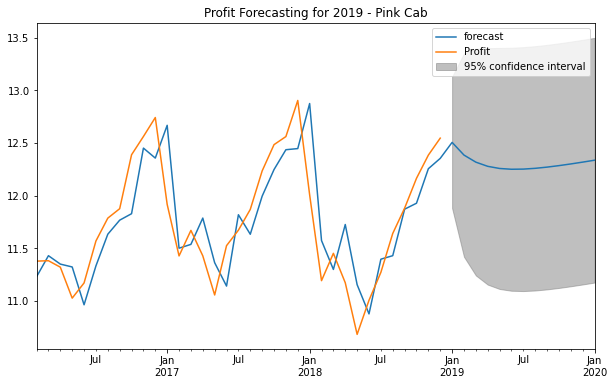 Profit Forecasting for 2019 - Pink Cab
forecast
Profit
95% confidence interval
13.5
13.0
12.5
12.0
11.5
11.0
Jul Jan Jul Jan Jul Jan Jul Jan
2017 2018 2019 2020